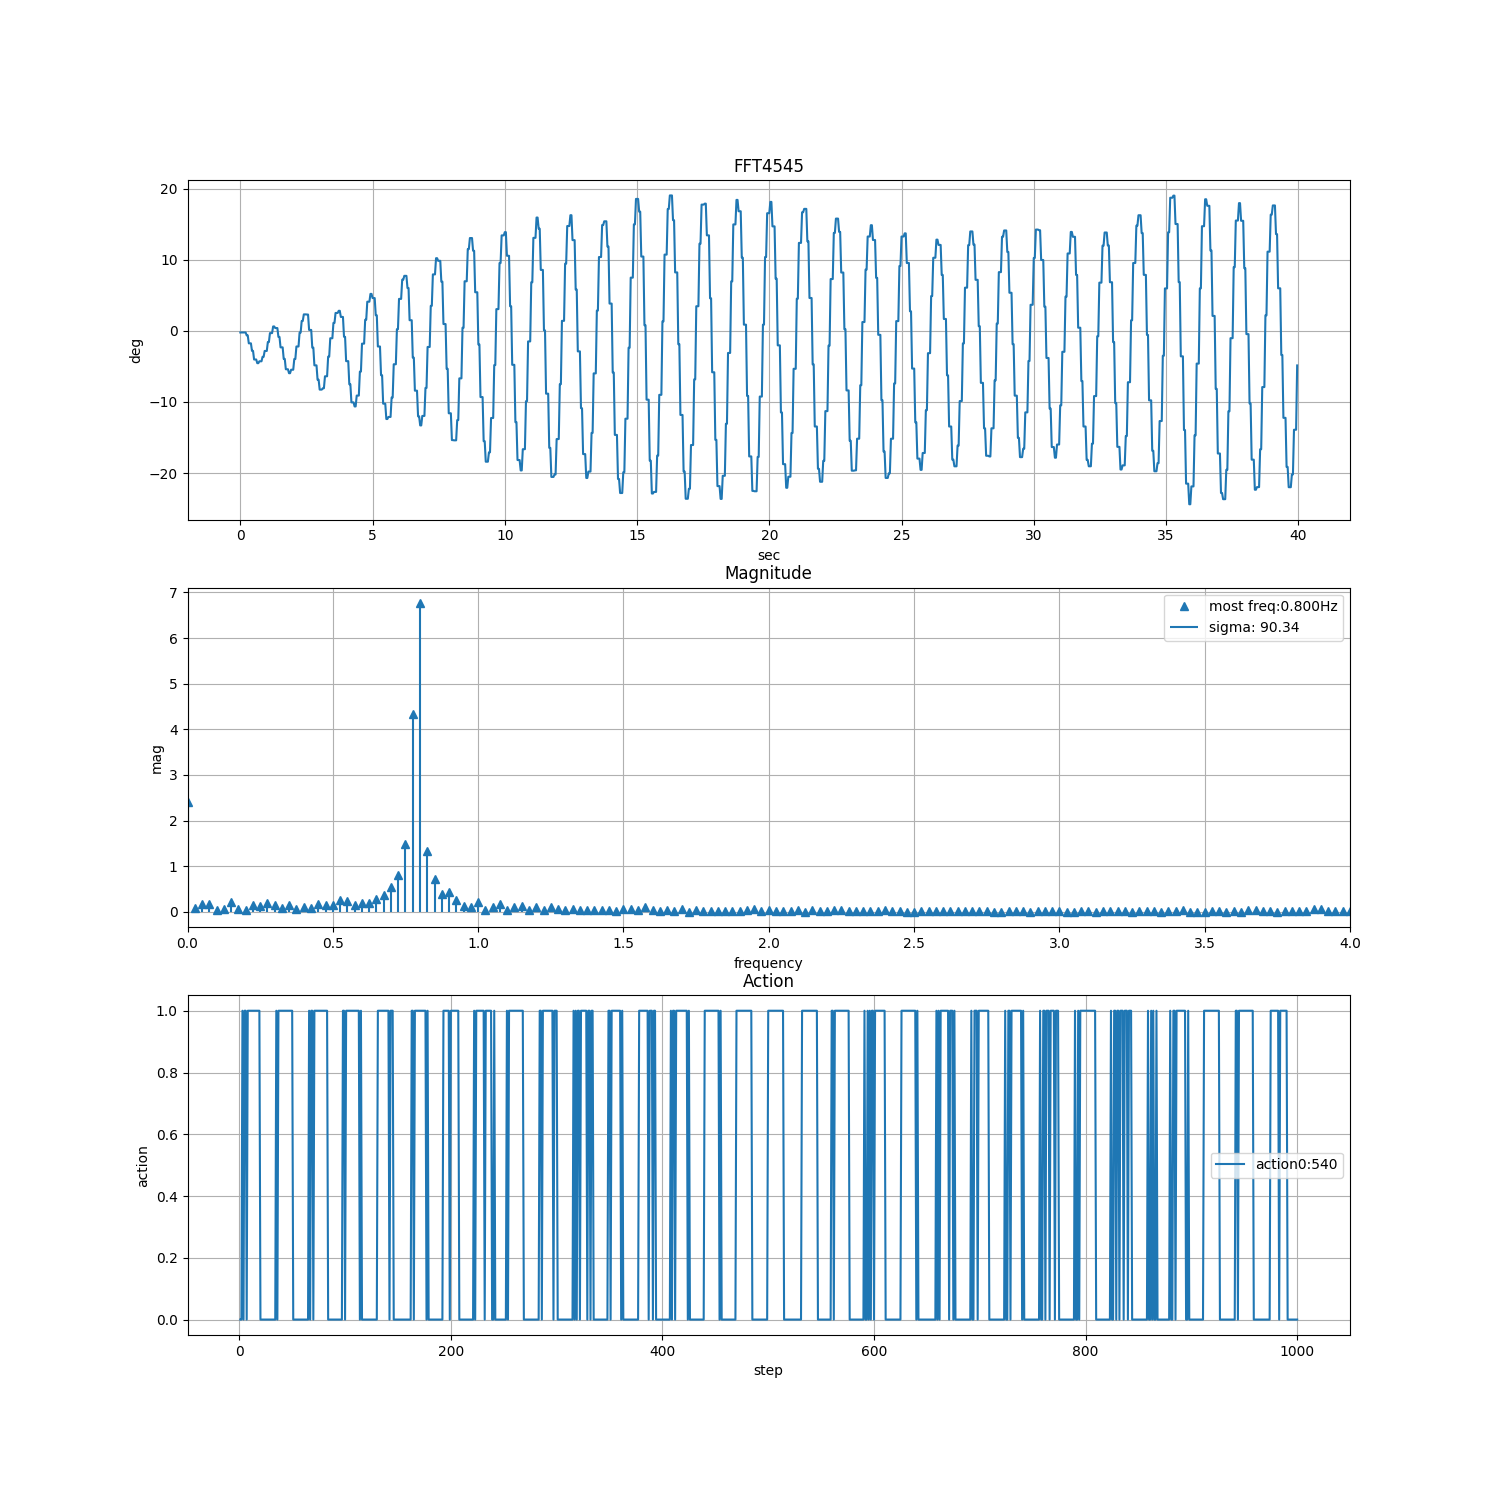 FFT4545
20
10
0
−10
−20
deg
0 5 10 15 20 25 30 35 40
sec
Magnitude
7
6
5
4
3
2
1
0
mag
most freq:0.800Hz
sigma: 90.34
0.0 0.5 1.0 1.5 2.0 2.5 3.0 3.5 4.0
frequency
Action
1.0
0.8
0.6
0.4
0.2
0.0
action
action0:540
0 200 400 600 800 1000
step